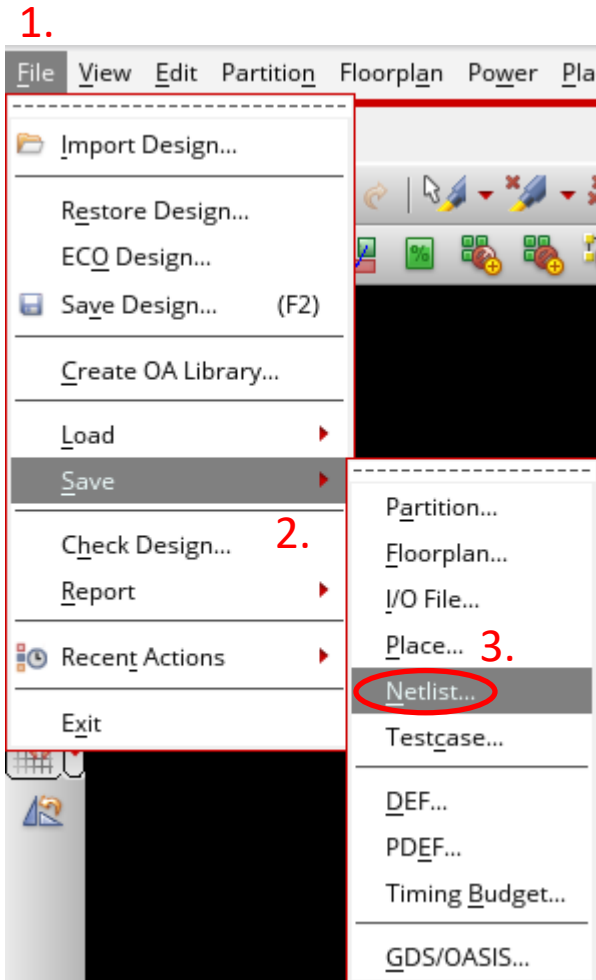 1.
File View Edit Partition Floorplan Power Pla
Import Design...
Restore Design...
ECO Design...
Save Design... (F2)
Create OA Library...
Load
Save
2.
Check Design...
Report
Recent Actions
Exit
Partition...
Floorplan...
I/O File...
Place... 3.
Netlist...
Testcase...
DEF...
PDEF...
Timing Budget...
GDS/OASIS...
%